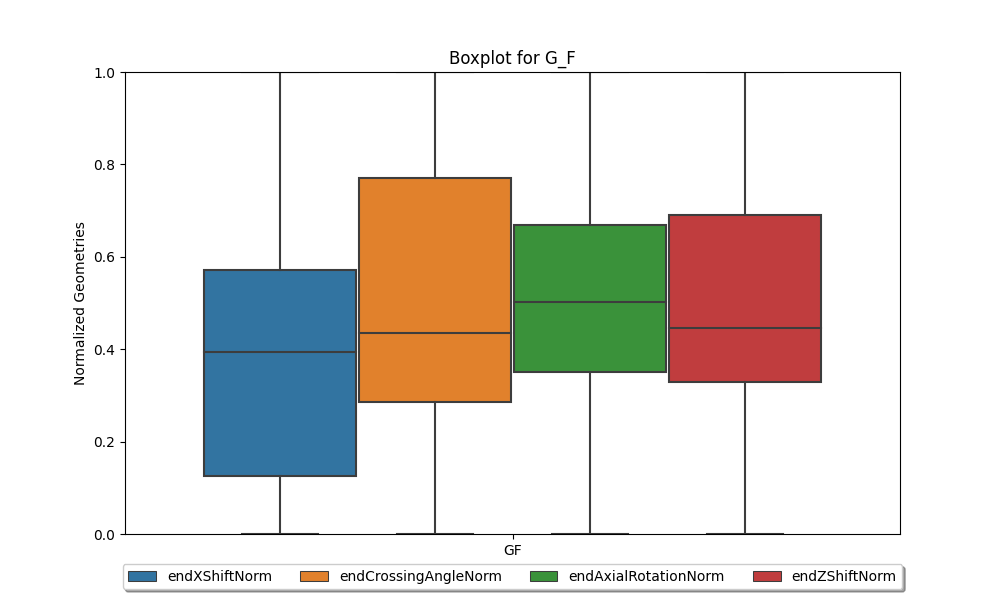 Boxplot for G_F
Normalized Geometries
1.0
0.8
0.6
0.4
0.2
0.0
GF
endXShiftNorm endCrossingAngleNorm endAxialRotationNorm endZShiftNorm